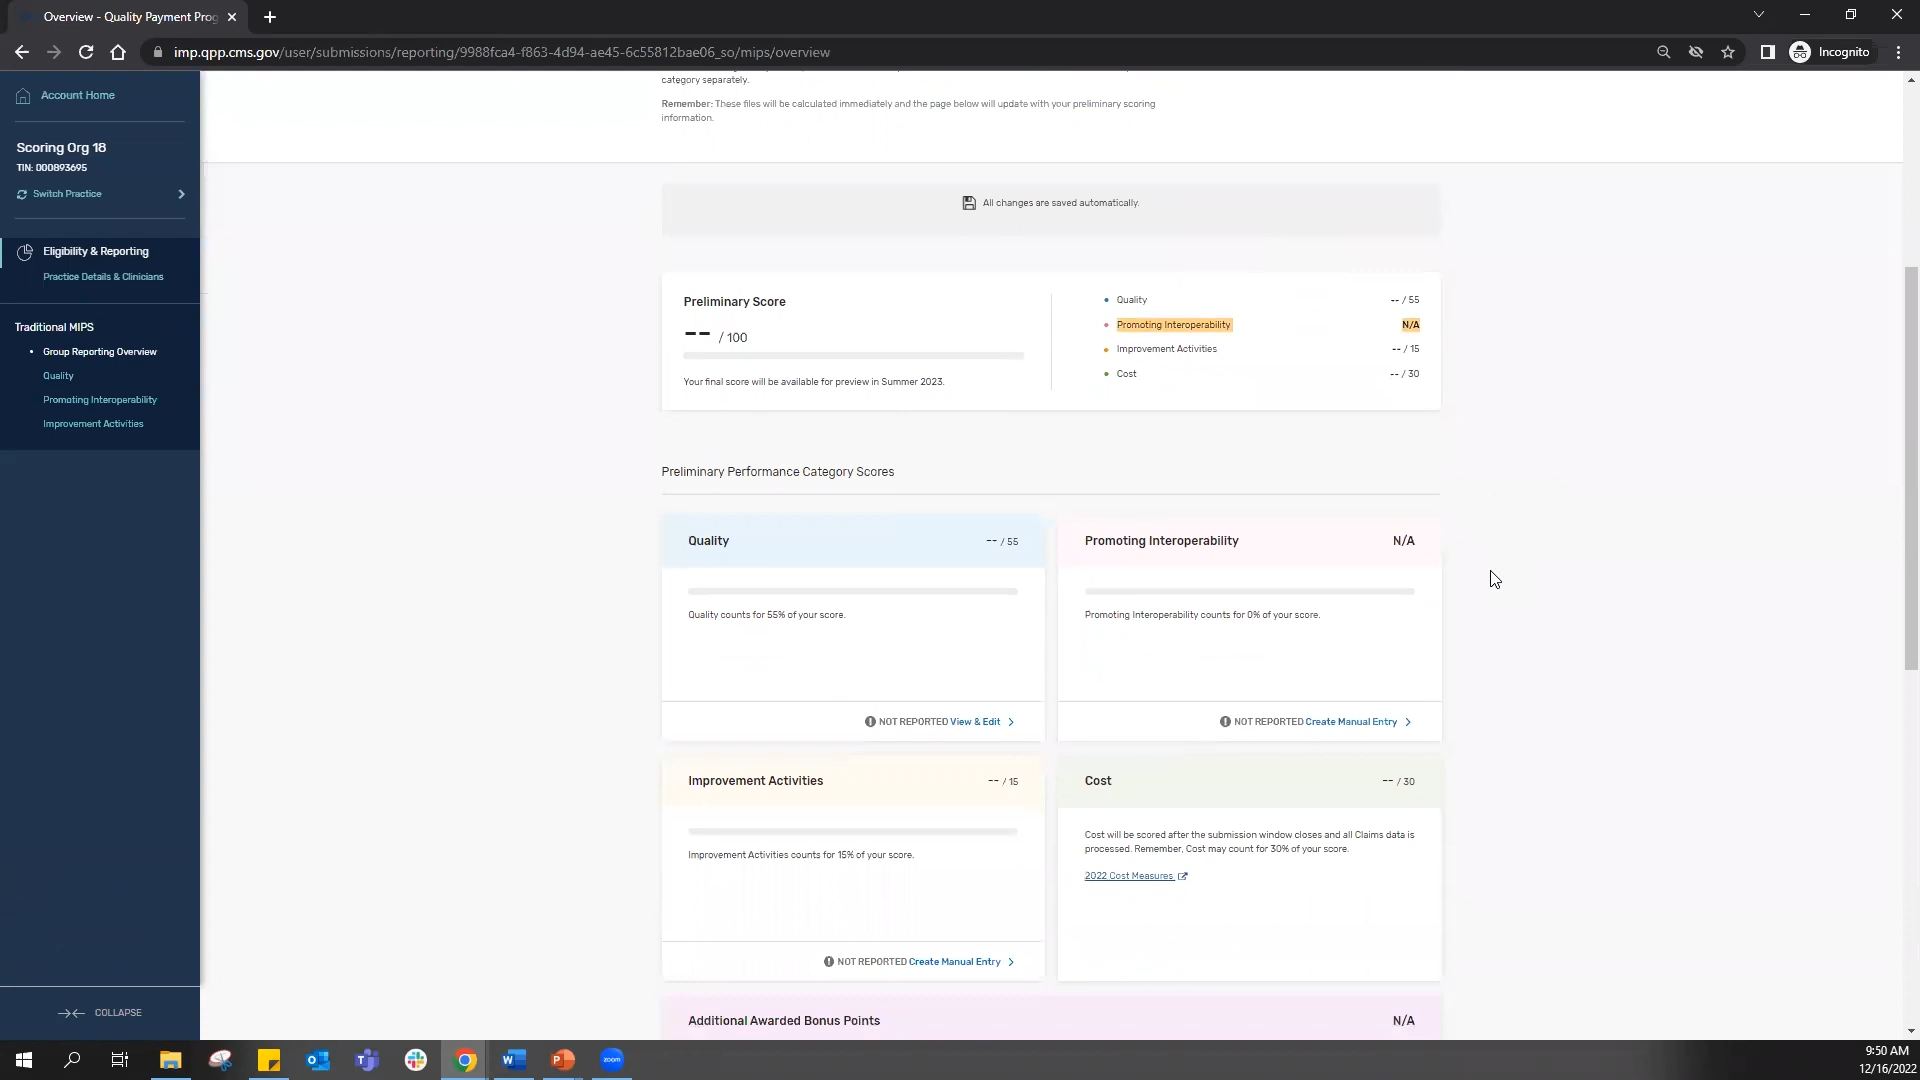 Overview - Quality Payment Prog
imp.qpp.cms.gov/user/submissions/reporting/9988fca4-f863-4d94-ae45-6c55812bae06_so/mips/overview
Incognito
Account Home
Scoring Org 18
TIN: 000893695
Switch Practice
Eligibility & Reporting
Practice Details & Clinicians
Traditional MIPS
• Group Reporting Overview
Quality
Promoting Interoperability
Improvement Activities
COLLAPSE
category separately.
Remember: These files will be calculated immediately and the page below will update with your preliminary scoring
information.
All changes are saved automatically.
Preliminary Score
-- / 100
Your final score will be available for preview in Summer 2023.
• Quality -- / 55
• Promoting Interoperability N/A
• Improvement Activities -- / 15
• Cost -- / 30
Preliminary Performance Category Scores
Quality -- / 55
Quality counts for 55% of your score.
NOT REPORTED View & Edit
Promoting Interoperability N/A
Promoting Interoperability counts for 0% of your score.
NOT REPORTED Create Manual Entry
Improvement Activities -- / 15
Improvement Activities counts for 15% of your score.
NOT REPORTED Create Manual Entry
Cost -- / 30
Cost will be scored after the submission window closes and all Claims data is
processed. Remember, Cost may count for 30% of your score.
2022 Cost Measures
Additional Awarded Bonus Points N/A
zoom
9:50 AM
12/16/2022